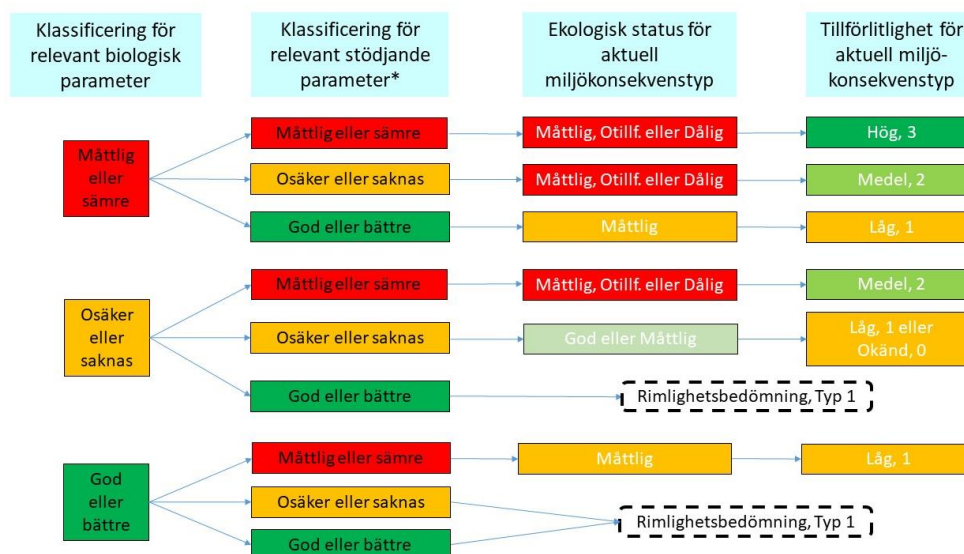 Klassificering för
relevant biologisk
parameter
Klassificering för
relevant stödjande
parameter*
Ekologisk status för
aktuell
miljökonsekvenstyp
Tillförlitlighet för
aktuell miljö-
konsekvenstyp
Måttlig
eller
sämre
Måttlig eller sämre
Måttlig, Otillf. eller Dålig
Hög, 3
Osäker eller saknas
Måttlig, Otillf. eller Dålig
Medel, 2
God eller bättre
Måttlig
Låg, 1
Osäker
eller
saknas
Måttlig eller sämre
Måttlig, Otillf. eller Dålig
Medel, 2
Osäker eller saknas
God eller Måttlig
Låg, 1 eller
Okänd, 0
God eller bättre
Rimlighetsbedömning, Typ 1
God
eller
bättre
Måttlig eller sämre
Måttlig
Låg, 1
Osäker eller saknas
God eller bättre
Rimlighetsbedömning, Typ 1